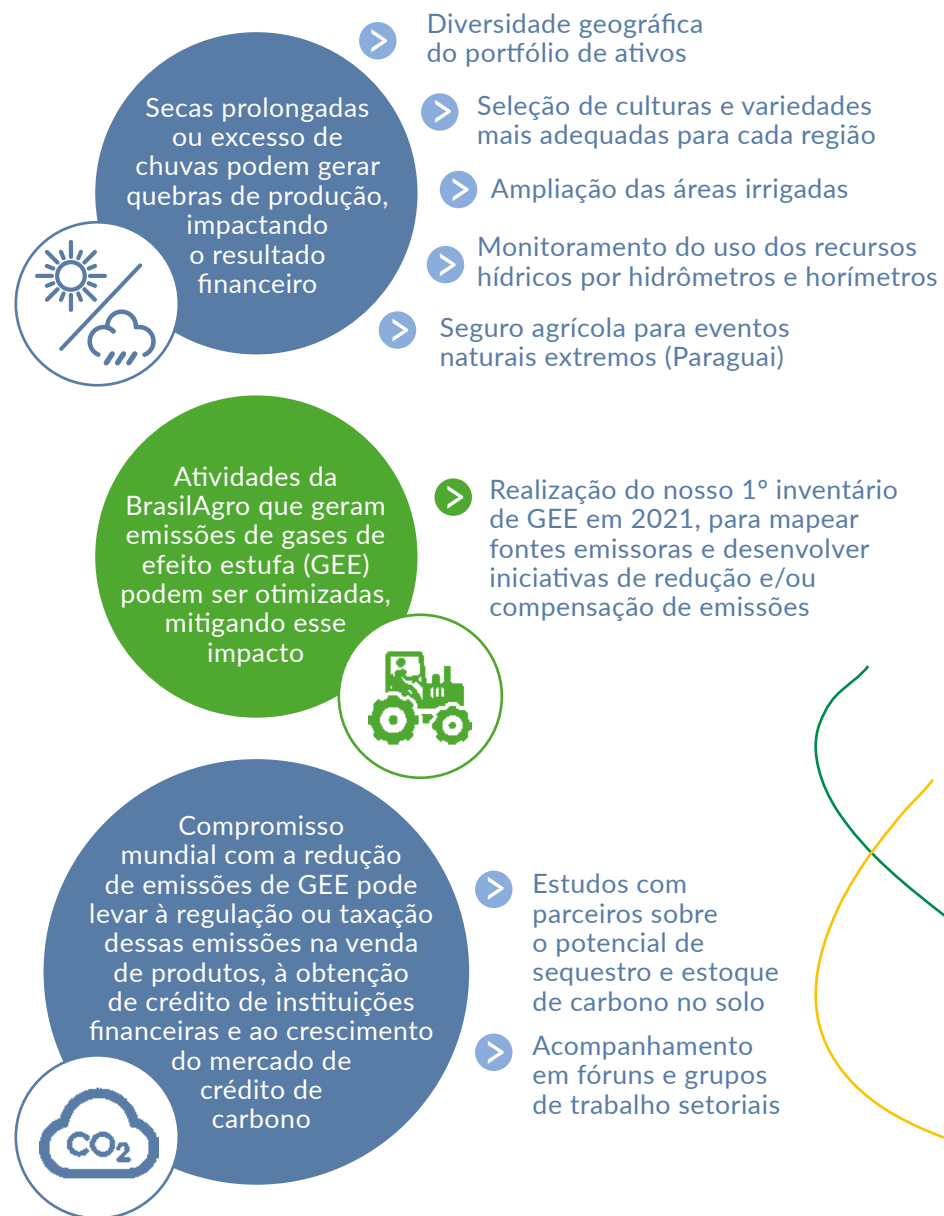 Secas prolongadas
ou excesso de
chuvas podem gerar
quebras de produção,
impactando
o resultado
financeiro
Diversidade geográfica
do portfólio de ativos
Seleção de culturas e variedades
mais adequadas para cada região
Ampliação das áreas irrigadas
Monitoramento do uso dos recursos
hídricos por hidrômetros e horímetros
Seguro agrícola para eventos
naturais extremos (Paraguai)
Atividades da
BrasilAgro que geram
emissões de gases de
efeito estufa (GEE)
podem ser otimizadas,
mitigando esse
impacto
Realização do nosso 1º inventário
de GEE em 2021, para mapear
fontes emissoras e desenvolver
iniciativas de redução e/ou
compensação de emissões
Compromisso
mundial com a redução
de emissões de GEE pode
levar à regulação ou taxação
dessas emissões na venda
de produtos, à obtenção
de crédito de instituições
financeiras e ao crescimento
do mercado de
crédito de
carbono
CO2
Estudos com
parceiros sobre
o potencial de
sequestro e estoque
de carbono no solo
Acompanhamento
em fóruns e grupos
de trabalho setoriais